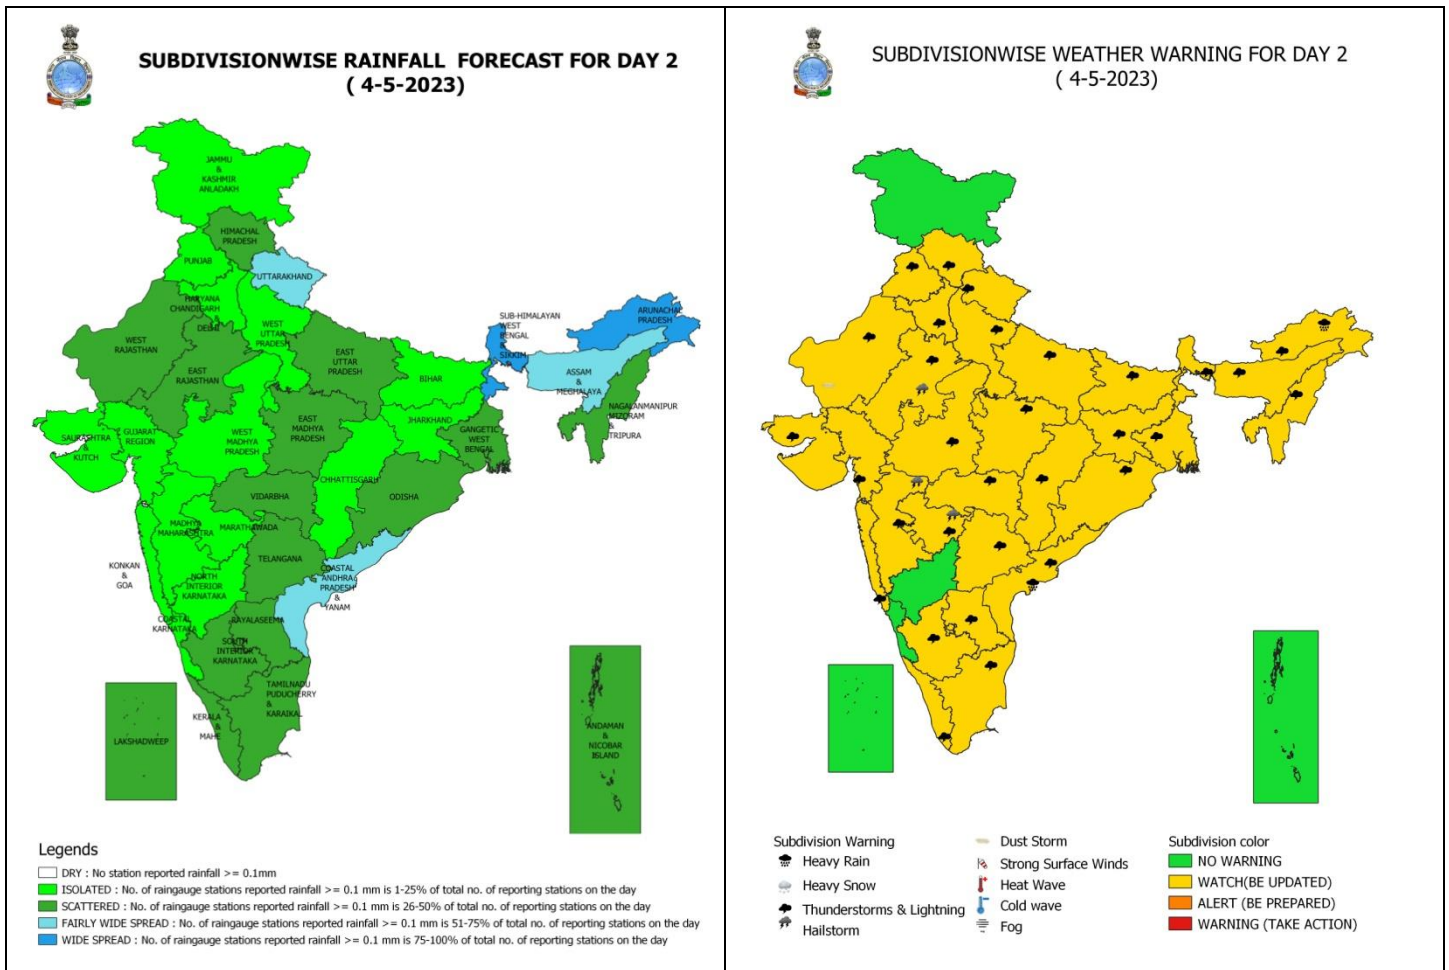 SUBDIVISIONWISE RAINFALL FORECAST FOR DAY 2
( 4-5-2023)
JAMMU
&
KASHMIR
ANLADAKH
HIMACHAL
PRADESH
PUNJAB
UTTARAKHAND
HARYANA
CHANDIGARH
DELHI
WEST
UTTAR
PRADESH
WEST
RAJASTHAN
EAST
RAJASTHAN
EAST
UTTAR
PRADESH
BIHAR
SUB-HIMALAYAN
WEST
BENGAL
&
SIKKIM
ARUNACHAL
PRADESH
ASSAM
&
MEGHALAYA
NAGALANMANIPUR
MIZORAM
&
TRIPURA
SAURASHTRA
&
KUTCH
GUJARAT
REGION
WEST
MADHYA
PRADESH
EAST
MADHYA
PRADESH
JHARKHAND
GANGETIC
WEST
BENGAL
CHHATTISGARH
ODISHA
VIDARBHA
MADHYA
MAHARASHTRA
MARATHAWADA
TELANGANA
KONKAN
&
GOA
NORTH
INTERIOR
KARNATAKA
COASTAL
ANDHRA
PRADESH
&
YANAM
COASTAL
KARNATAKA
RAYALASEEMA
SOUTH
INTERIOR
KARNATAKA
TAMILNADU
PUDUCHERRY
&
KARAIKAL
KERALA
&
MAHE
LAKSHADWEEP
ANDAMAN
&
NICOBAR
ISLAND
Legends
DRY : No station reported rainfall >= 0.1mm
ISOLATED : No. of raingauge stations reported rainfall >= 0.1 mm is 1-25% of total no. of reporting stations on the day
SCATTERED : No. of raingauge stations reported rainfall >= 0.1 mm is 26-50% of total no. of reporting stations on the day
FAIRLY WIDE SPREAD : No. of raingauge stations reported rainfall >= 0.1 mm is 51-75% of total no. of reporting stations on the day
WIDE SPREAD : No. of raingauge stations reported rainfall >= 0.1 mm is 75-100% of total no. of reporting stations on the day
SUBDIVISIONWISE WEATHER WARNING FOR DAY 2
( 4-5-2023)
Subdivision Warning
Heavy Rain
Heavy Snow
Thunderstorms & Lightning
Hailstorm
Dust Storm
Strong Surface Winds
Heat Wave
Cold wave
Fog
Subdivision color
NO WARNING
WATCH(BE UPDATED)
ALERT (BE PREPARED)
WARNING (TAKE ACTION)